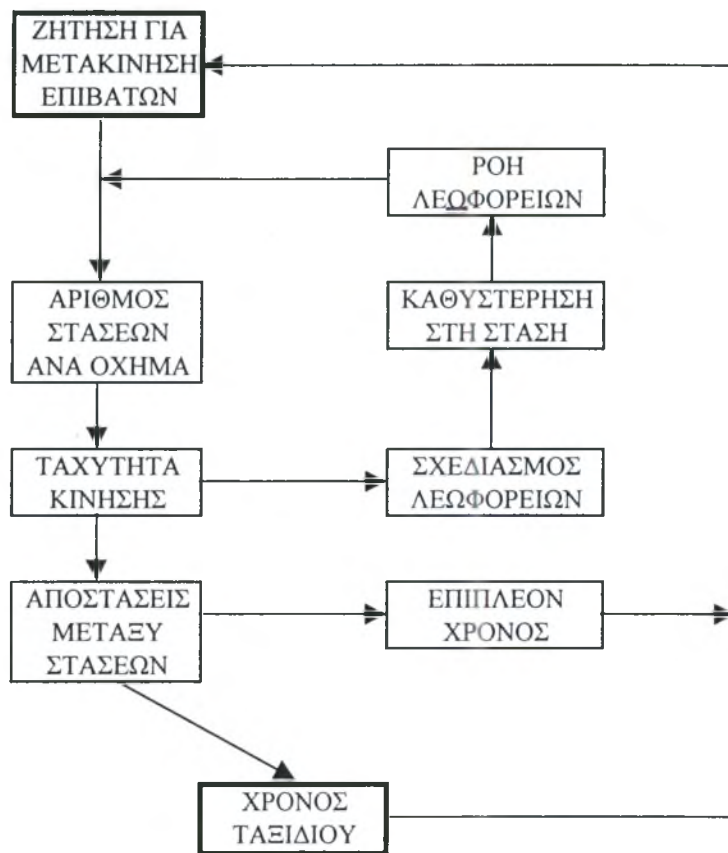 ΖΗΤΗΣΗ ΓΙΑ
ΜΕΤΑΚΙΝΗΣΗ
ΕΠΙΒΑΤΩΝ
ΡΟΗ
ΛΕΩΦΟΡΕΙΩΝ
ΑΡΙΘΜΟΣ
ΣΤΑΣΕΩΝ
ΑΝΑ ΟΧΗΜΑ
ΚΑΘΥΣΤΕΡΗΣΗ
ΣΤΗ ΣΤΑΣΗ
ΤΑΧΥΤΗΤΑ
ΚΙΝΗΣΗΣ
ΣΧΕΔΙΑΣΜΟΣ
ΛΕΩΦΟΡΕΙΩΝ
ΑΠΟΣΤΑΣΕΙΣ
ΜΕΤΑΞΥ
ΣΤΑΣΕΩΝ
ΕΠΙΠΛΕΟΝ
ΧΡΟΝΟΣ
ΧΡΟΝΟΣ
ΤΑΞΙΔΙΟΥ